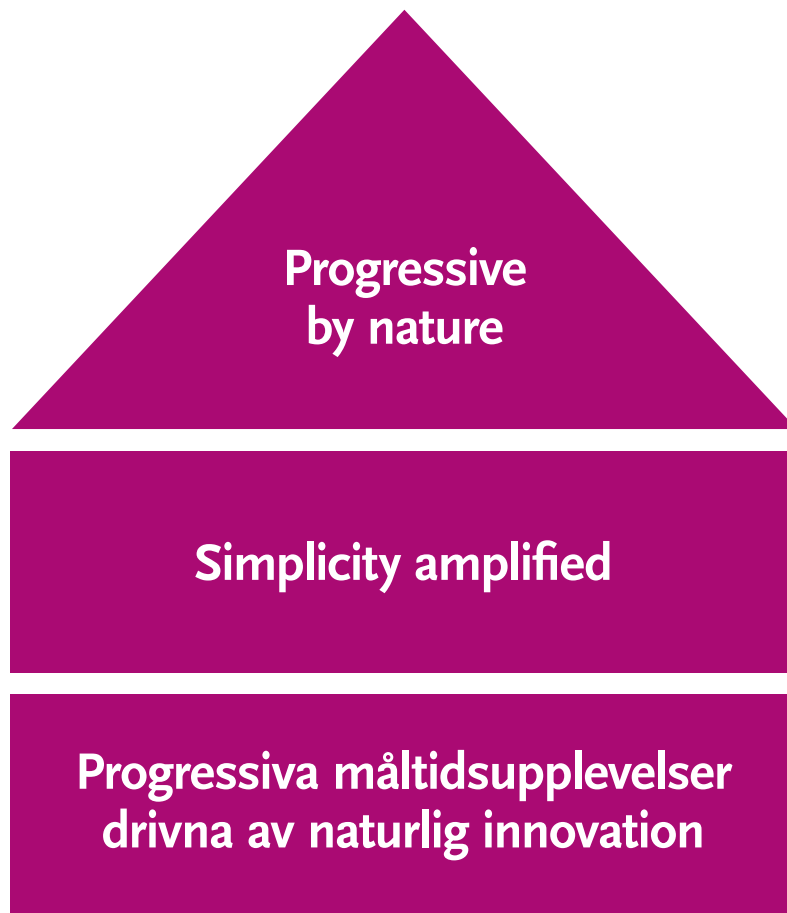 Progressive
by nature
Simplicity amplified
Progressiva måltidsupplevelser
drivna av naturlig innovation